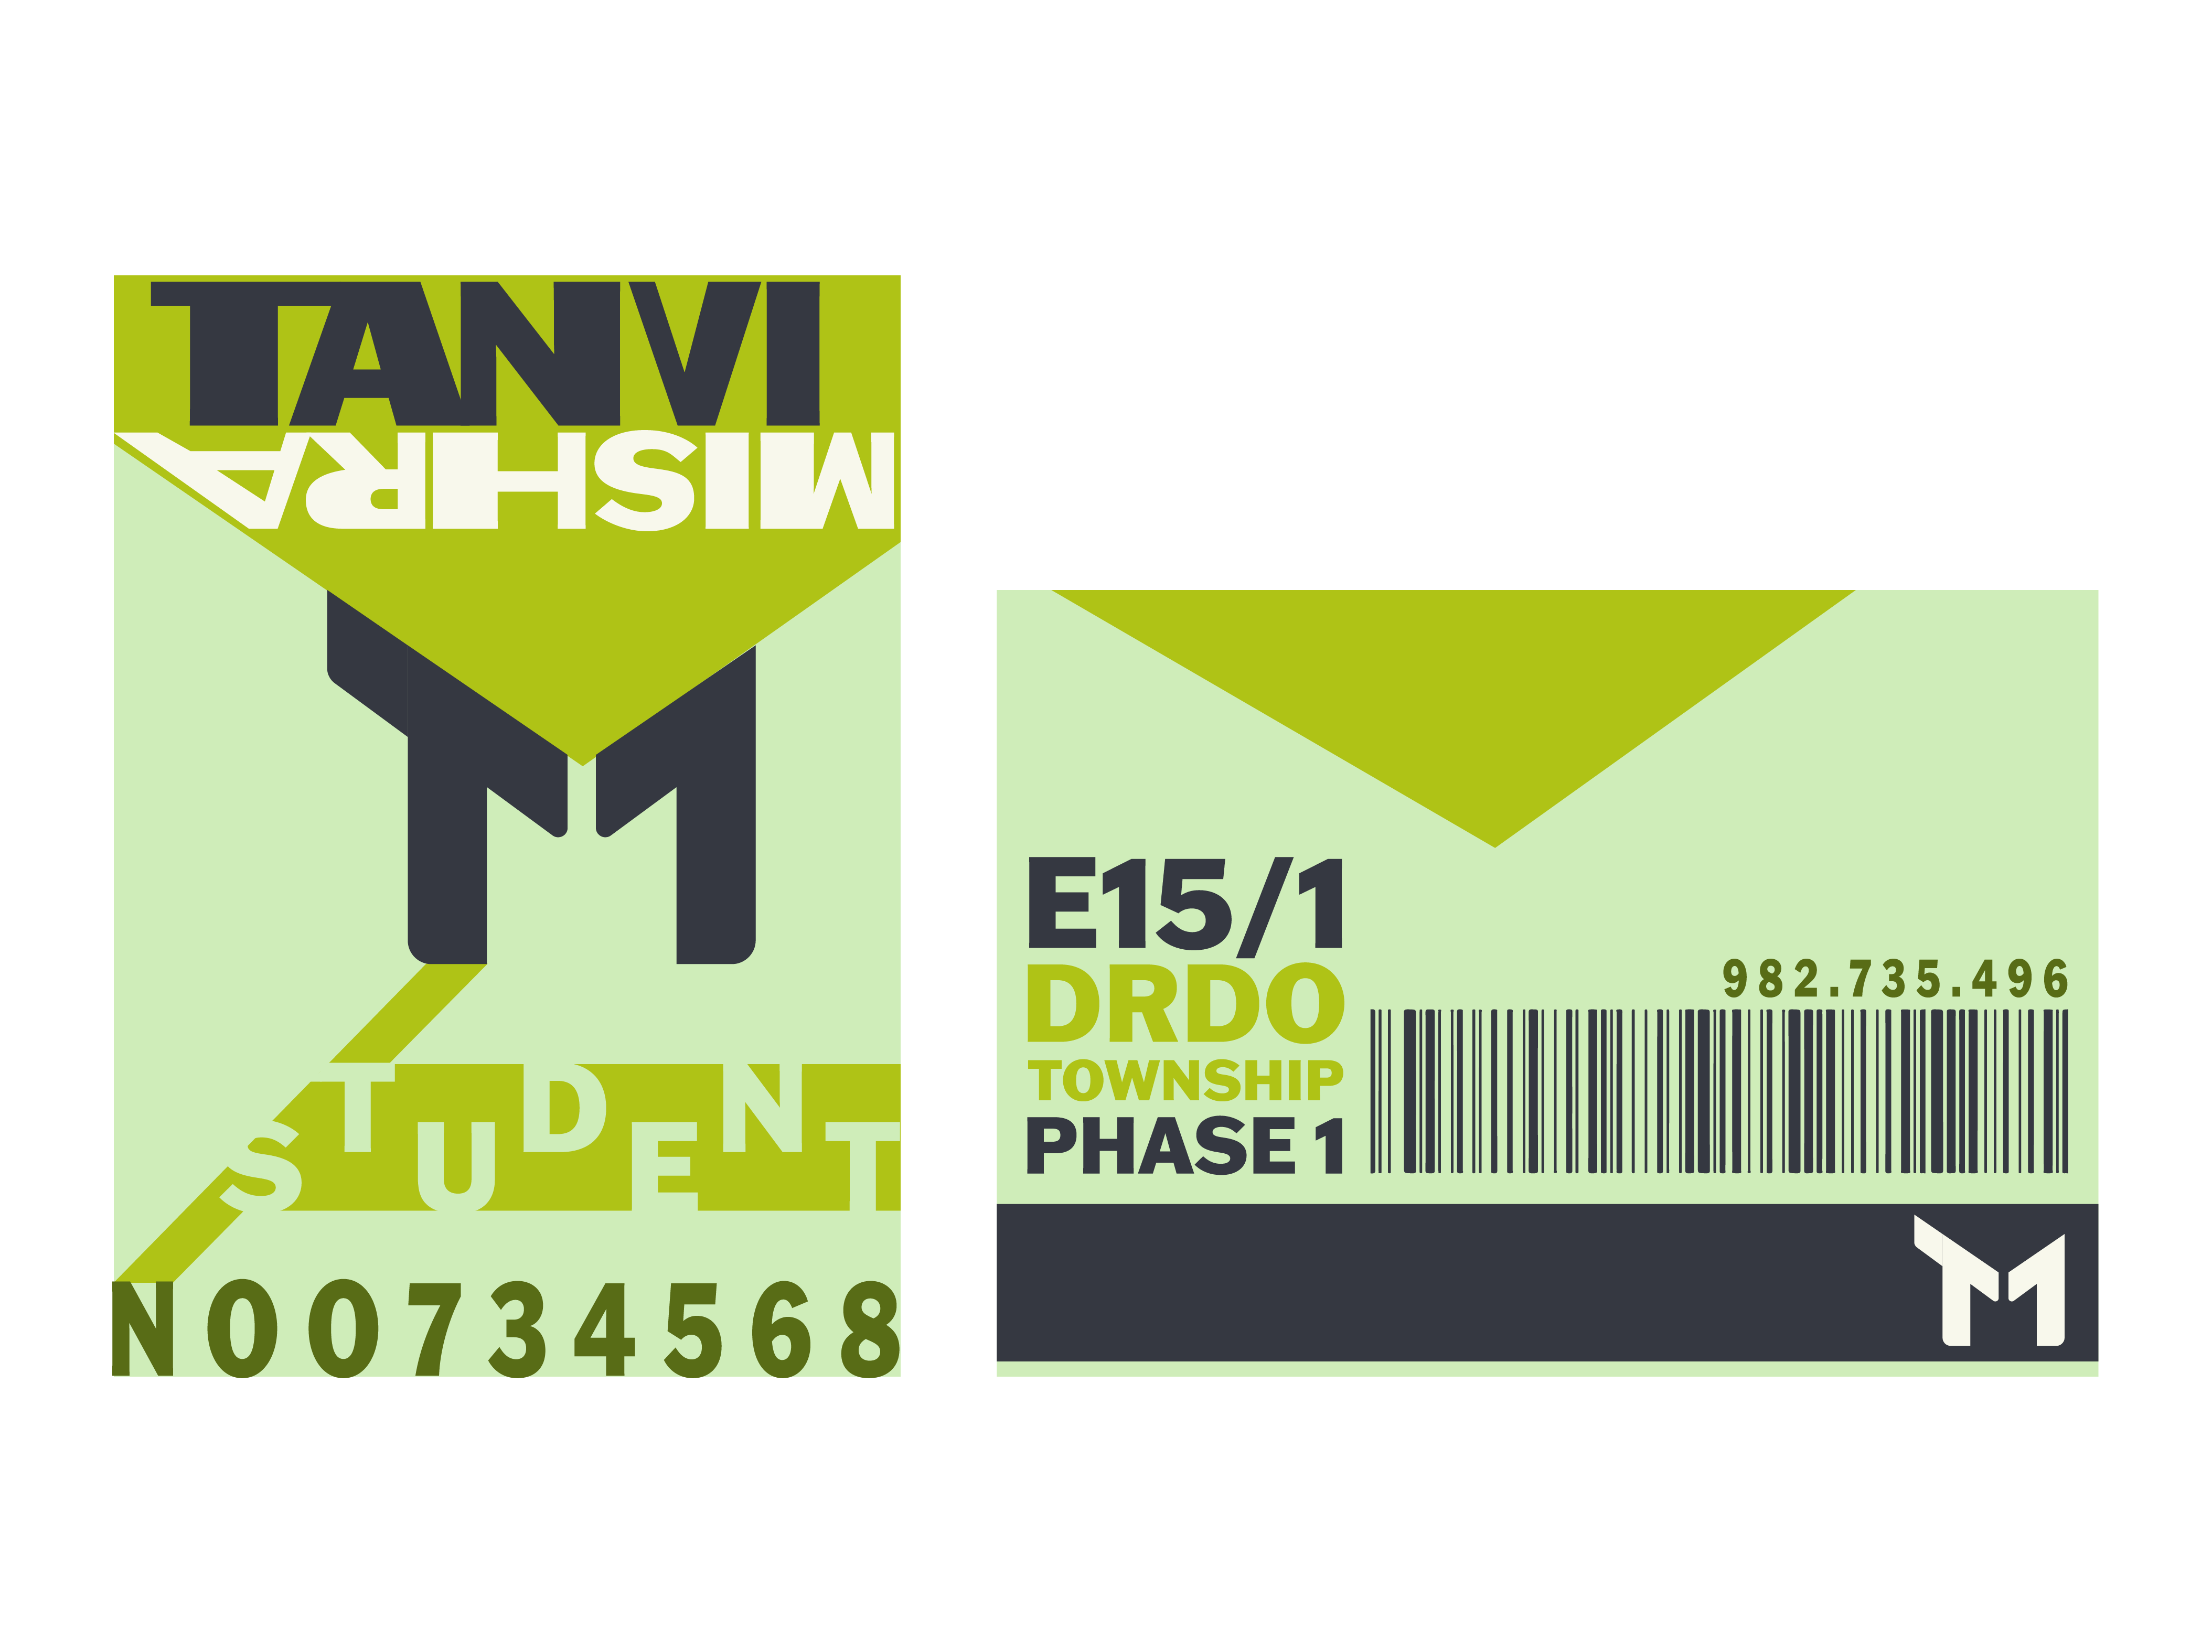 TANVI
MISHRA
STUDENT
N00734568
E15/1
DRDO
TOWNSHIP
PHASE 1
982.735.496